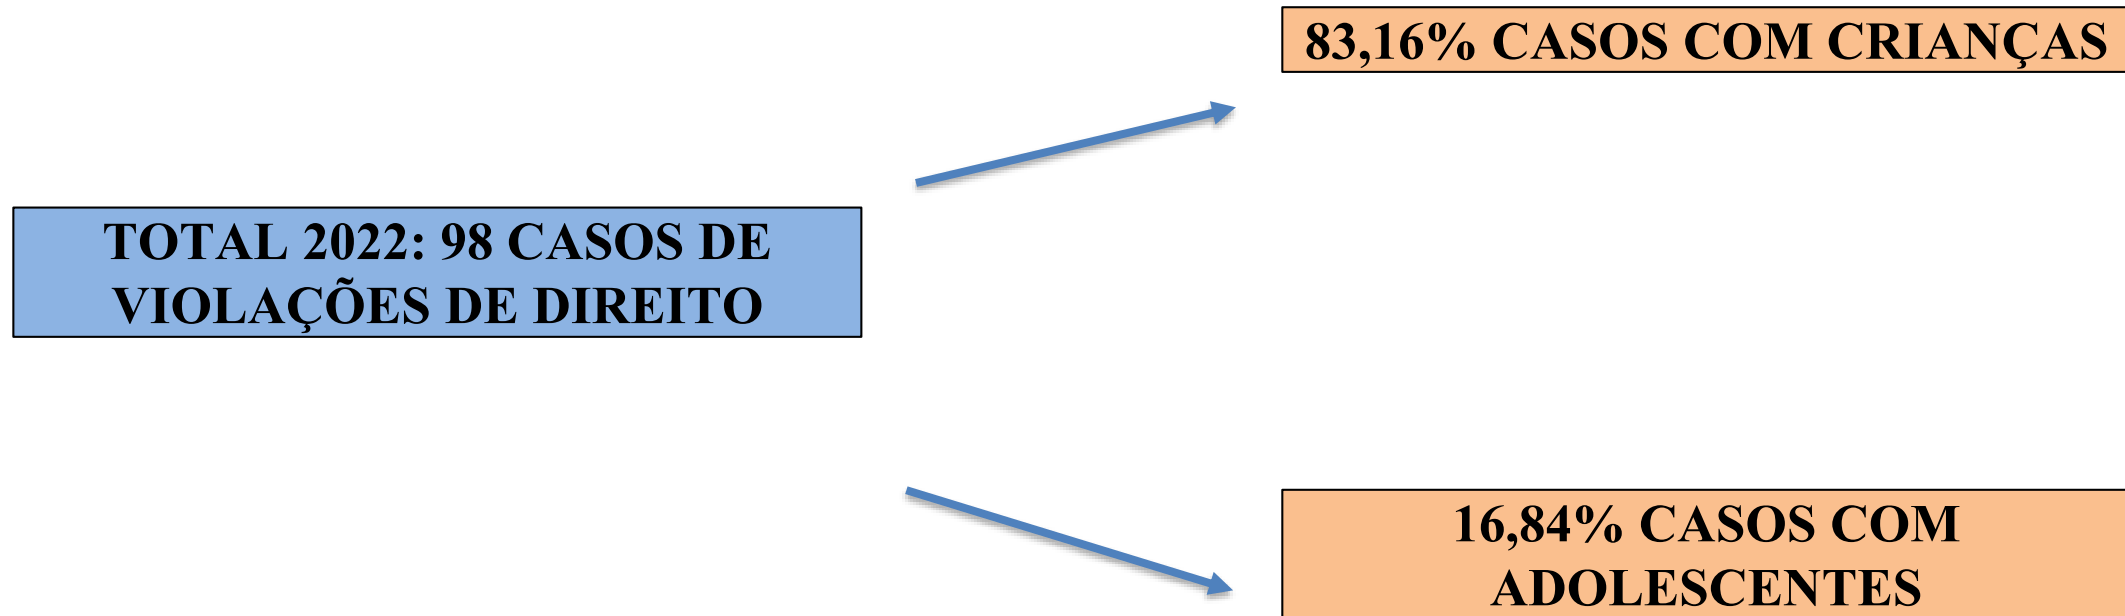 83,16% CASOS COM CRIANÇAS
TOTAL 2022: 98 CASOS DE
VIOLAÇÕES DE DIREITO
16,84% CASOS COM
ADOLESCENTES